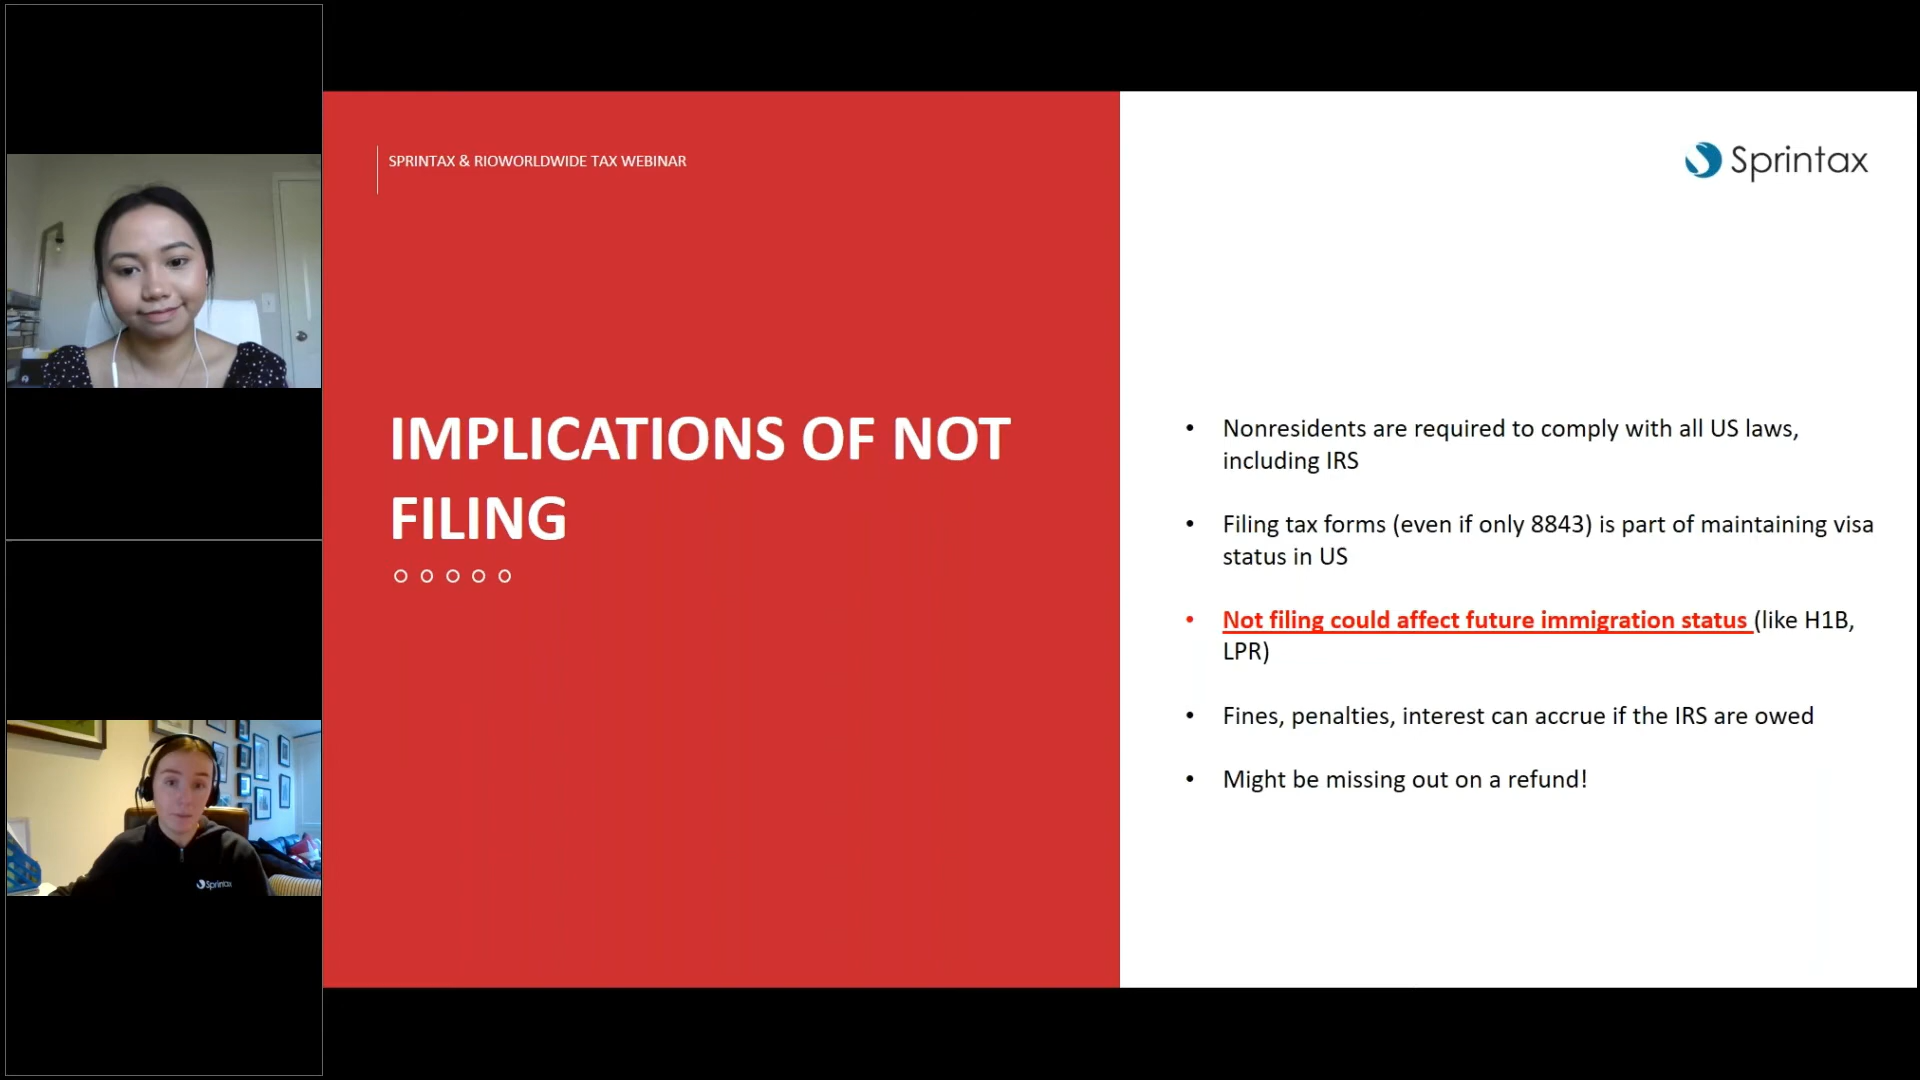 SPRINTAX & RIOWORLDWIDE TAX WEBINAR
Sprintax
IMPLICATIONS OF NOT
FILING
• Nonresidents are required to comply with all US laws,
including IRS
• Filing tax forms (even if only 8843) is part of maintaining visa
status in US
• Not filing could affect future immigration status (like H1B,
LPR)
• Fines, penalties, interest can accrue if the IRS are owed
• Might be missing out on a refund!
Sprintax